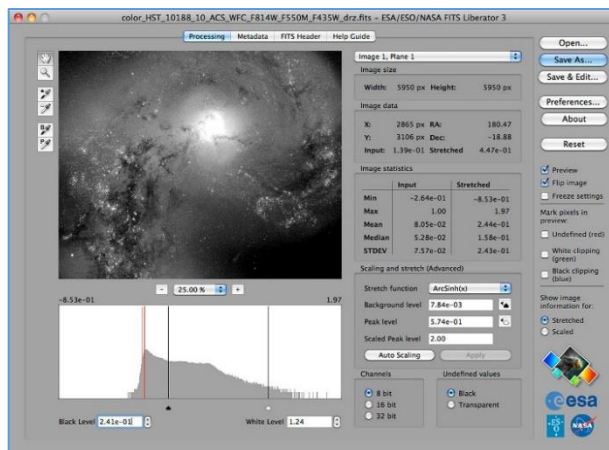 color_HST_10188_10_ACS_WFC_F814W_F550M_F435W_drz.fits – ESA/ESO/NASA FITS Liberator 3
Processing Metadata FITS Header Help Guide
Image 1, Plane 1
Image size
Width: 5950 px Height: 5950 px
Image data
X: 2865 px RA: 180.47
Y: 3106 px Dec: -18.88
Input: 1.39e-01 Stretched 4.47e-01
Image statistics
Input Stretched
Min -2.64e-01 -8.53e-01
Max 1.00 1.97
Mean 8.05e-02 2.44e-01
Median 5.28e-02 1.58e-01
STDEV 7.57e-02 2.43e-01
Scaling and stretch (Advanced)
Stretch function ArcSinh(x)
Background level 7.84e-03
Peak level 5.74e-01
Scaled Peak level 2.00
Auto Scaling Apply
Channels
8 bit
16 bit
32 bit
Undefined values
Black
Transparent
- 25.00 % +
-8.53e-01 1.97
Black Level 2.41e-01 White Level 1.24
Open...
Save As...
Save & Edit...
Preferences...
About
Reset
Preview
Flip image
Freeze settings
Mark pixels in
preview:
Undefined (red)
White clipping
(green)
Black clipping
(blue)
Show image
information for:
Stretched
Scaled
esa
ES
O
NASA